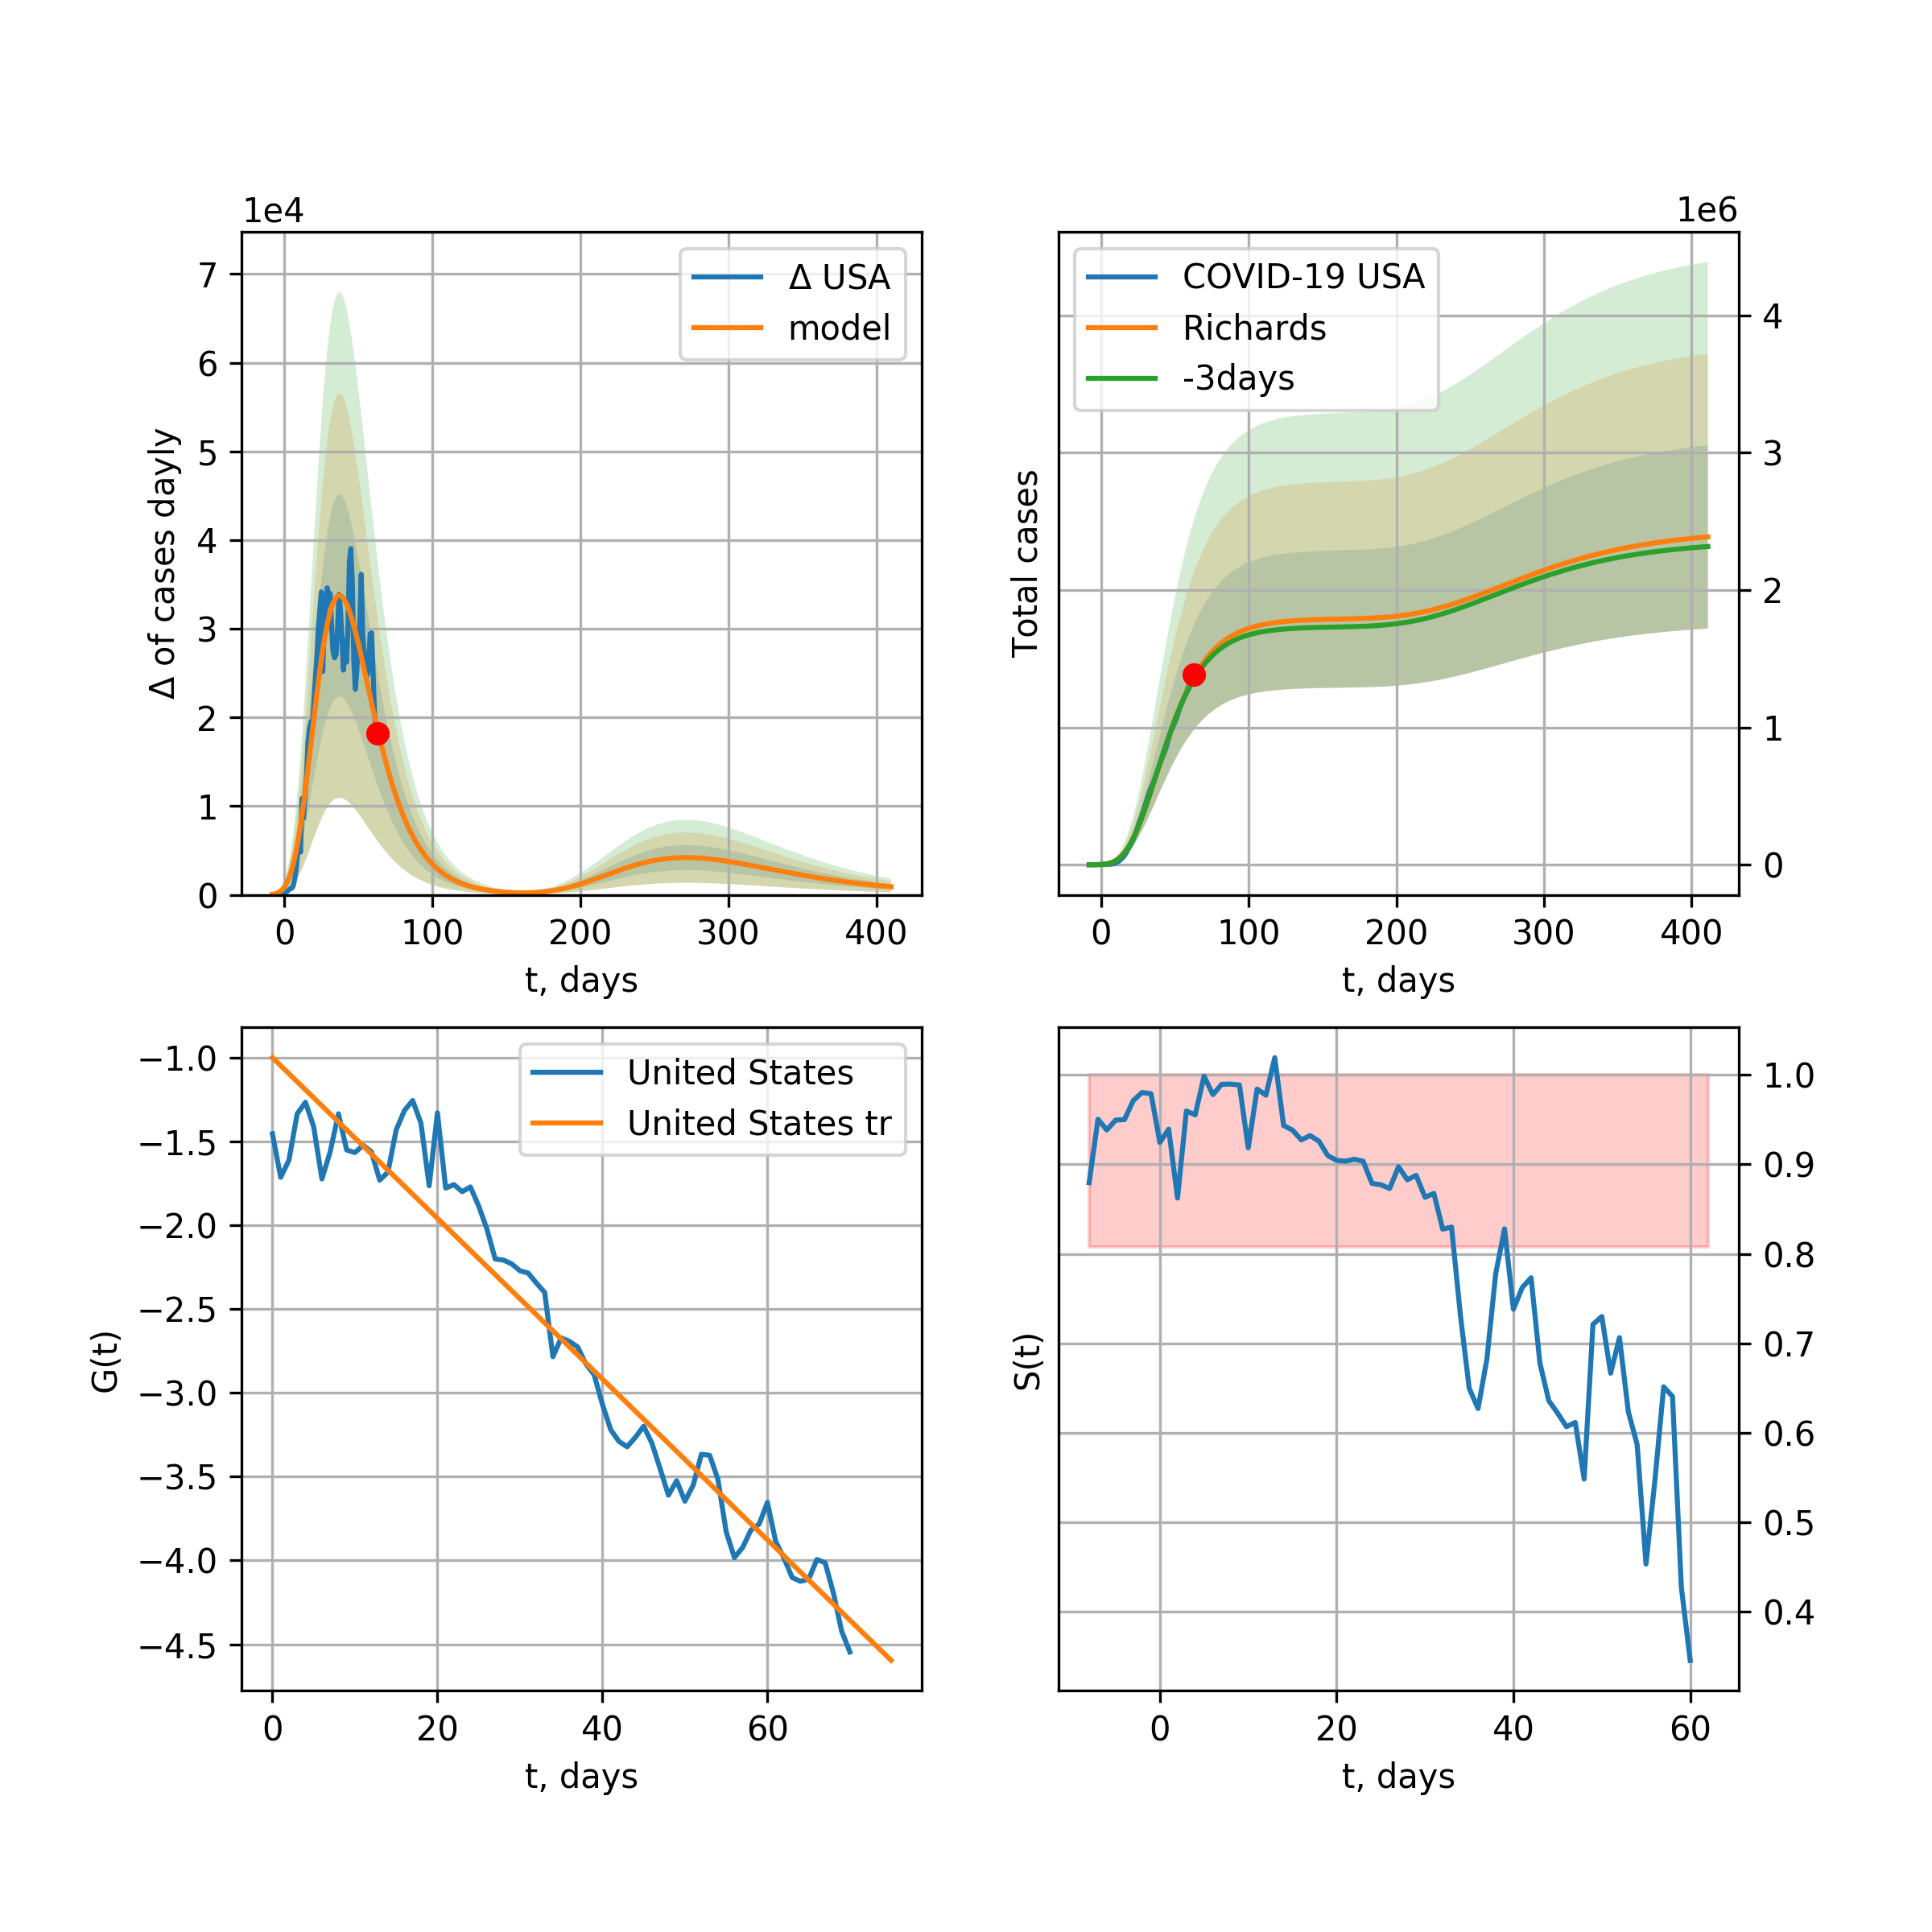 1e4
7
6
5
4
3
2
1
0
Δ of cases dayly
Δ USA
model
0 100 200 300 400
t, days
1e6
COVID-19 USA
Richards
-3days
Total cases
4
3
2
1
0
0 100 200 300 400
t, days
−1.0
−1.5
−2.0
−2.5
−3.0
−3.5
−4.0
−4.5
G(t)
United States
United States tr
0 20 40 60
t, days
S(t)
1.0
0.9
0.8
0.7
0.6
0.5
0.4
0 20 40 60
t, days